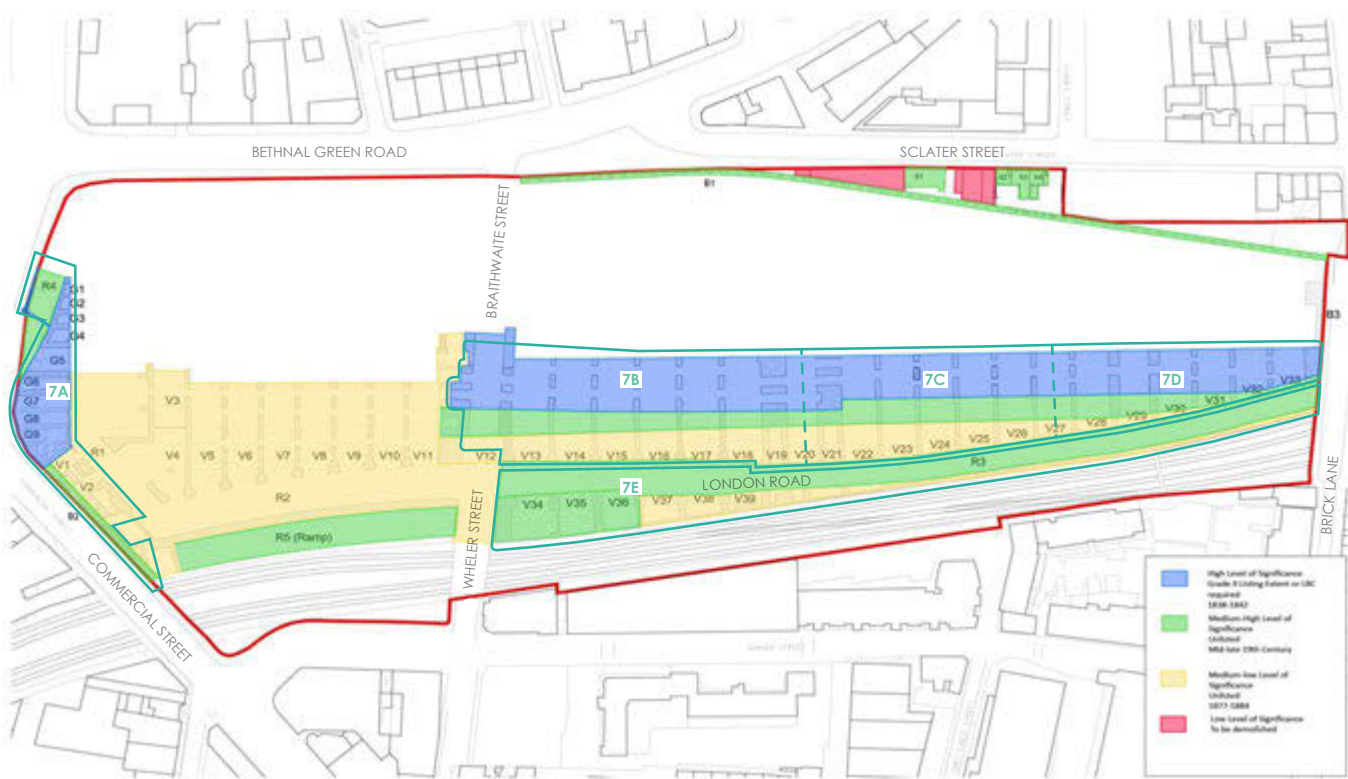 BETHNAL GREEN ROAD
SCLATER STREET
B1
BRAITHWAITE STREET
R4
G1
G2
G3
G4
G5
G6
G7
G8
G9
7A
B3
7B
7C
7D
V3
V33
V31
V30
V29
V28
V27
V1
R1
V4
V5
V6
V7
V8
V9
V10
V11
V12
V13
V14
V15
V16
V17
V18
V19
V20
V21
V22
V23
V24
V25
V26
R3
V2
R2
7E
LONDON ROAD
V34
V35
V36
V37
V38
V39
R5 (Ramp)
WHELER STREET
COMMERCIAL STREET
BRICK LANE
High Level of Significance
Grade II Listing Extent or LBC
required
1838-1842
Medium-High Level of
Significance
Unlisted
Mid-late 19th Century
Medium-low Level of
Significance
Unlisted
1877-1884
Low Level of Significance
To be demolished